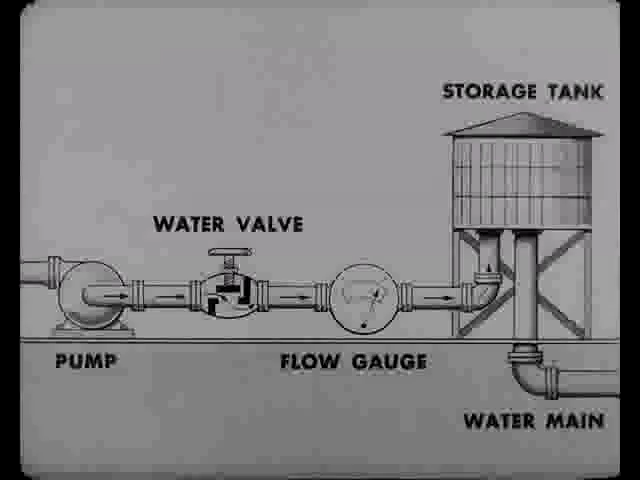 STORAGE TANK
WATER VALVE
PUMP
FLOW GAUGE
WATER MAIN